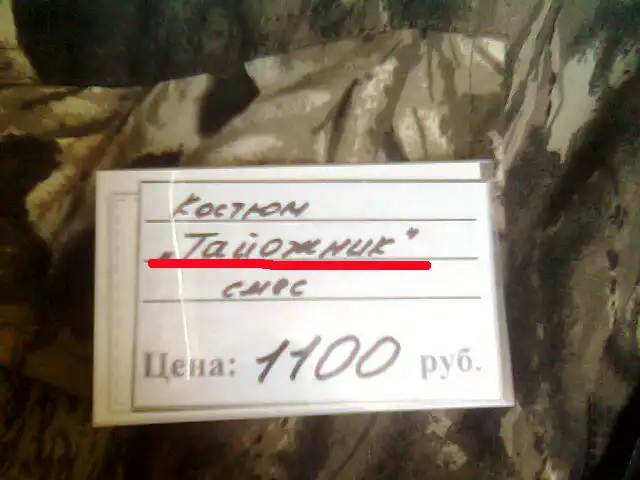 Костюм
„Тайожник"
смес
Цена: 1100 руб.